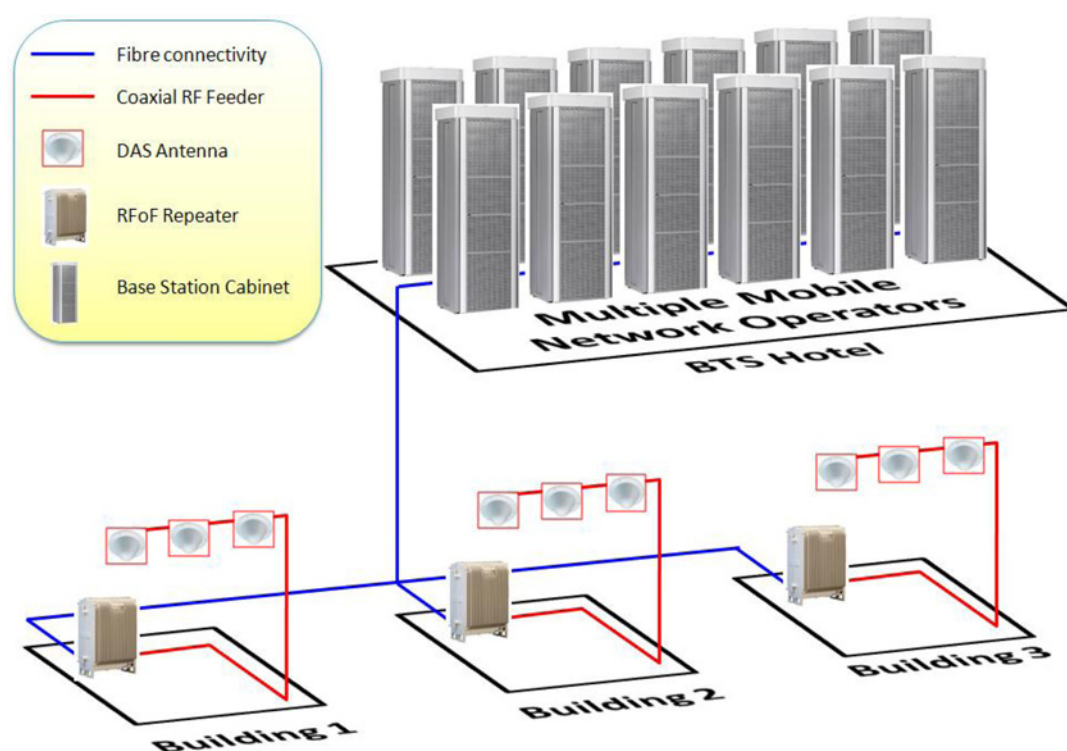 Fibre connectivity
Coaxial RF Feeder
DAS Antenna
RFoF Repeater
Base Station Cabinet
Multiple Mobile
Network Operators
BTS Hotel
Building 1
Building 2
Building 3